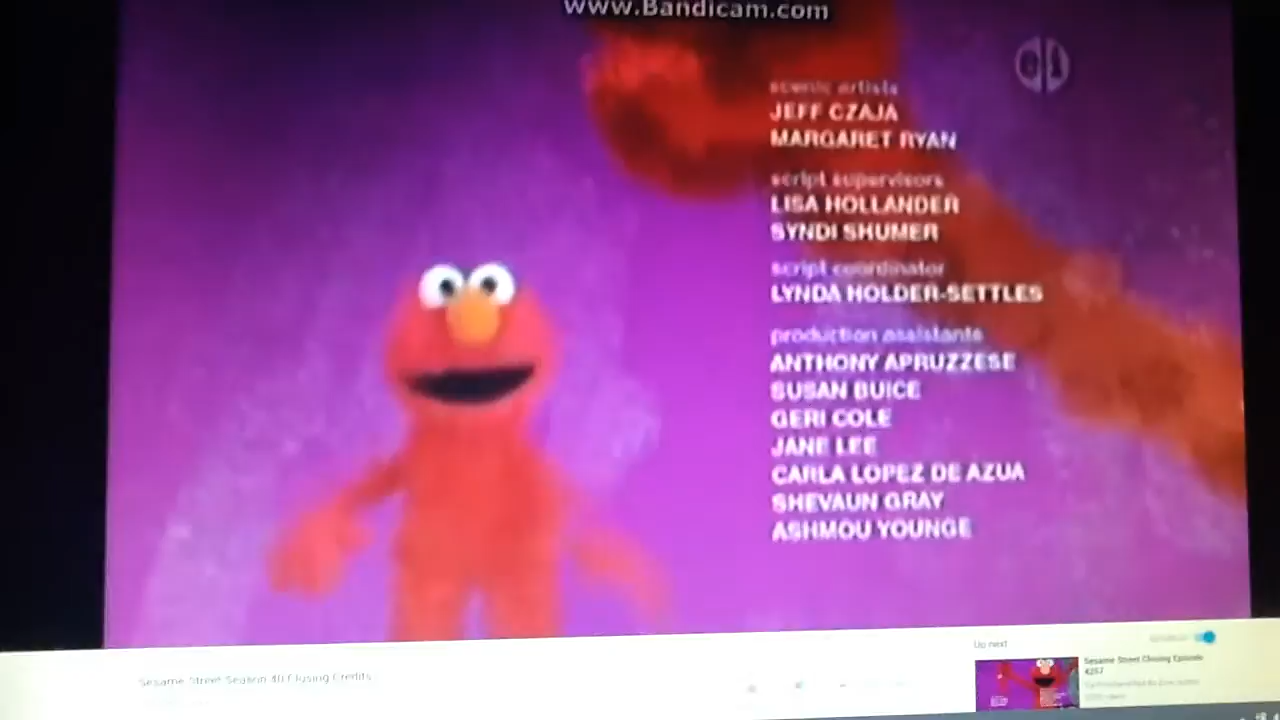 www.Bandicam.com
scenic artists
JEFF CZAJA
MARGARET RYAN
script supervisors
LISA HOLLANDER
SYNDI SHUMER
script coordinator
LYNDA HOLDER-SETTLES
production assistants
ANTHONY APRUZZESE
SUSAN BUICE
GERI COLE
JANE LEE
CARLA LOPEZ DE AZUA
SHEVAUN GRAY
ASHMOU YOUNGE
Up next
Sesame Street Season 40 Closing Credits
Sesame Street Closing Episode
4257